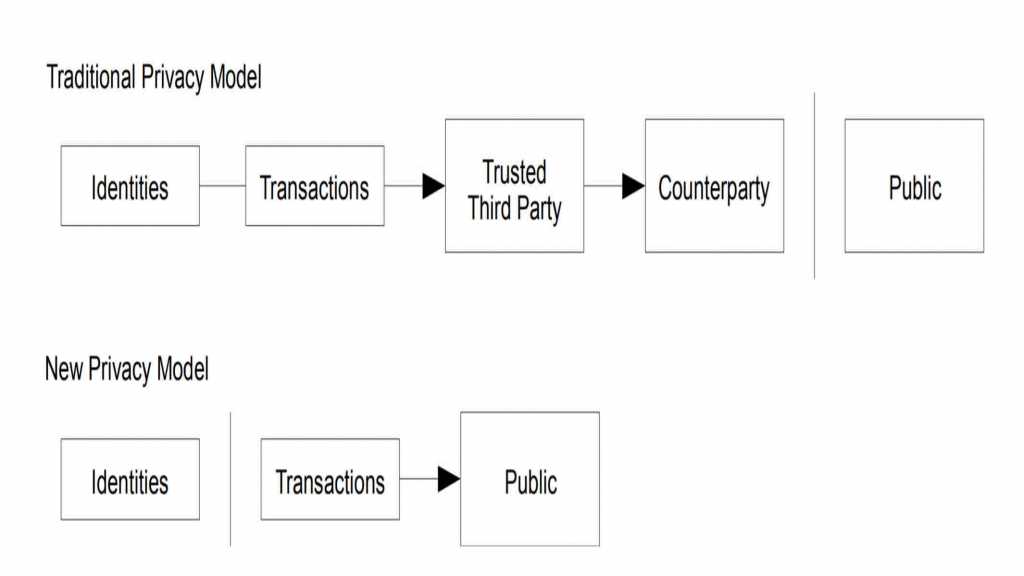 Traditional Privacy Model
Identities
Transactions
Trusted
Third Party
Counterparty
Public
New Privacy Model
Identities
Transactions
Public